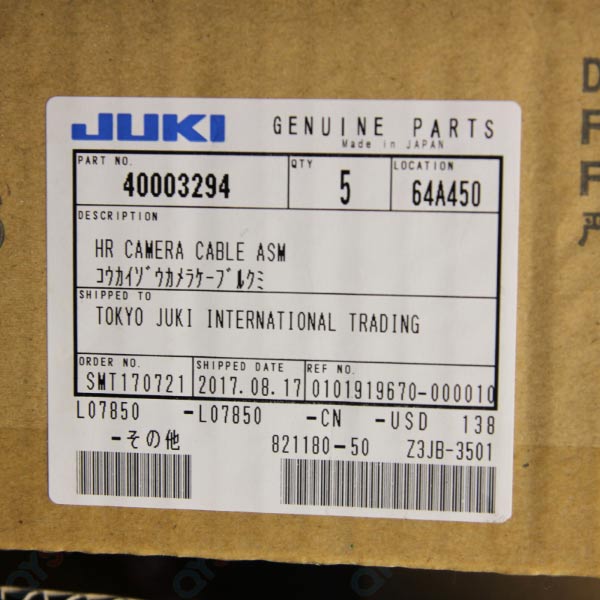 JUKI GENUINE PARTS
Made in JAPAN
PART NO. QTY LOCATION
40003294 5 64A450
DESCRIPTION
HR CAMERA CABLE ASM
ｺｳｶｲｿﾞｳｶﾒﾗｹｰﾌﾞﾙｸﾐ
SHIPPED TO
TOKYO JUKI INTERNATIONAL TRADING
ORDER NO. SHIPPED DATE REF NO.
SMT170721 2017.08.17 0101919670-000010
L07850 -L07850 -CN -USD 138
-その他 821180-50 Z3JB-3501